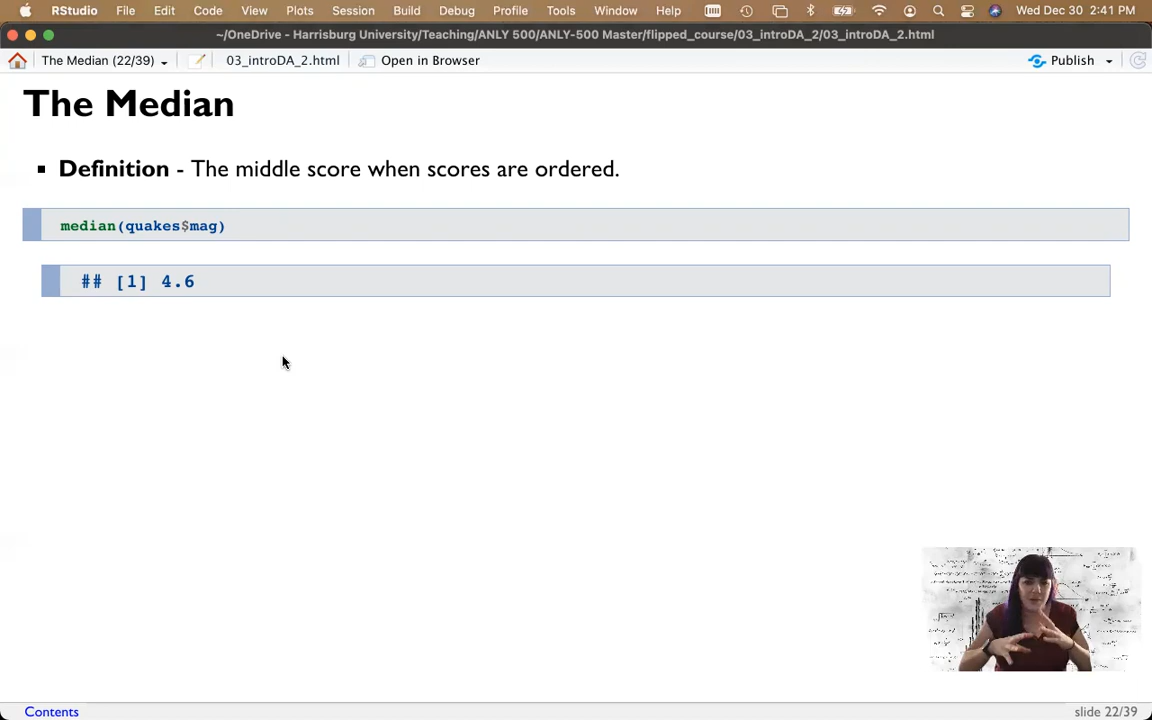 RStudio File Edit Code View Plots Session Build Debug Profile Tools Window Help Wed Dec 30 2:41 PM
~/OneDrive - Harrisburg University/Teaching/ANLY 500/ANLY-500 Master/flipped_course/03_introDA_2/03_introDA_2.html
The Median (22/39) 03_introDA_2.html Open in Browser Publish
The Median
▪ Definition - The middle score when scores are ordered.
median(quakes$mag)
## [1] 4.6
Contents slide 22/39